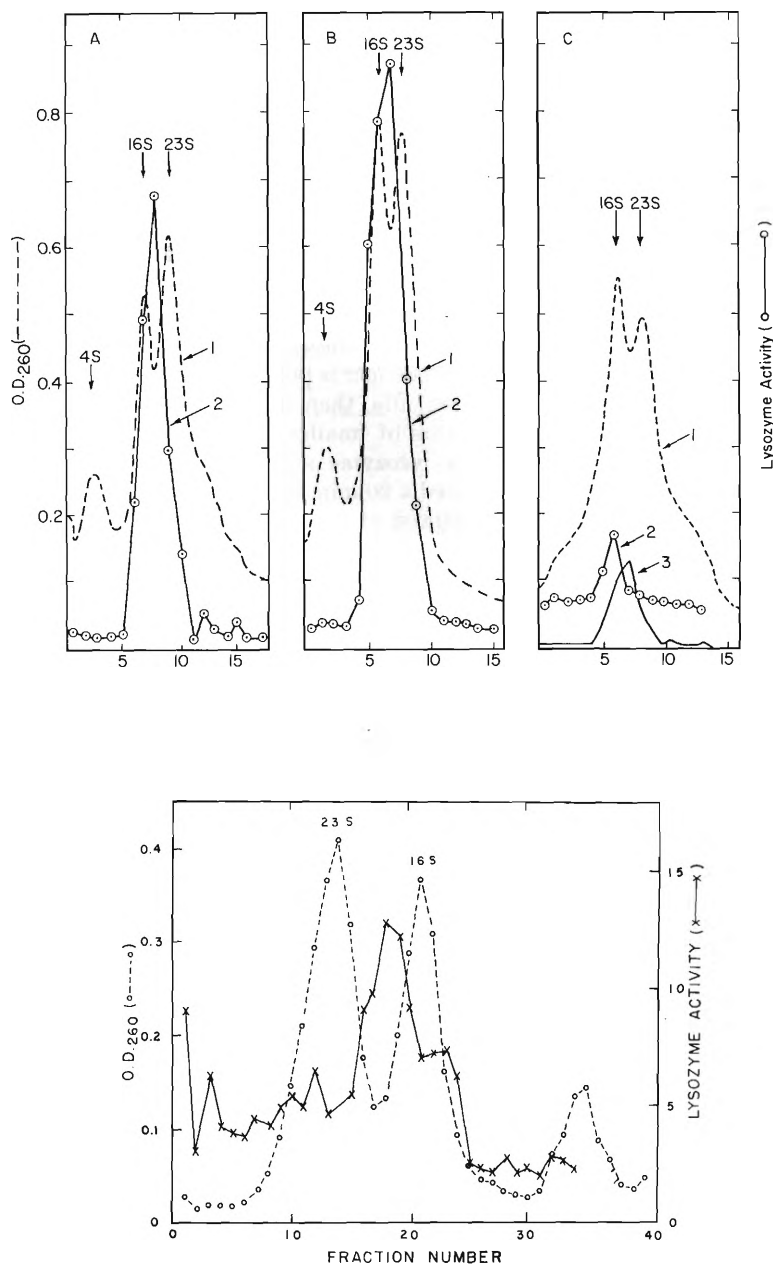 A
B
C
16S 23S
4S
1
2
16S 23S
4S
1
2
16S 23S
1
2
3
0.8
0.6
0.4
0.2
O.D.260(-------)
Lysozyme Activity (o——o)
5 10 15
5 10 15
5 10 15
23 S
16 S
0.4
0.3
0.2
0.1
0
15
10
5
0
O.D.260 (o----o)
LYSOZYME ACTIVITY (x——x)
0 10 20 30 40
FRACTION NUMBER